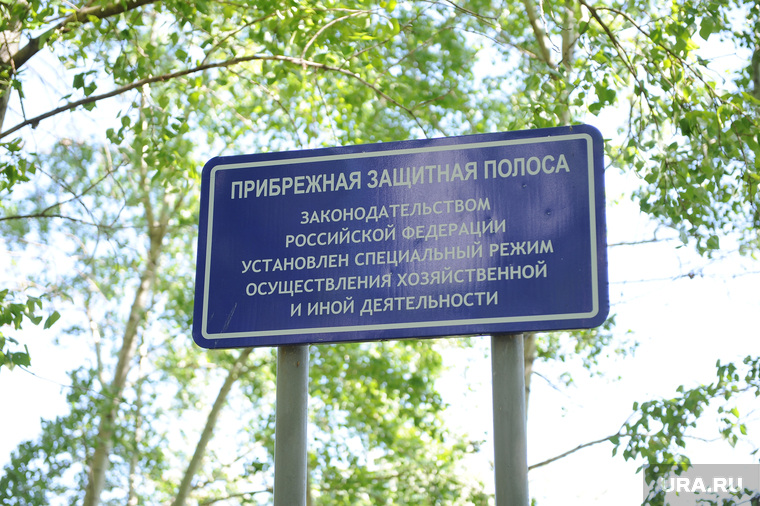 ПРИБРЕЖНАЯ ЗАЩИТНАЯ ПОЛОСА
ЗАКОНОДАТЕЛЬСТВОМ
РОССИЙСКОЙ ФЕДЕРАЦИИ
УСТАНОВЛЕН СПЕЦИАЛЬНЫЙ РЕЖИМ
ОСУЩЕСТВЛЕНИЯ ХОЗЯЙСТВЕННОЙ
И ИНОЙ ДЕЯТЕЛЬНОСТИ
URA.RU